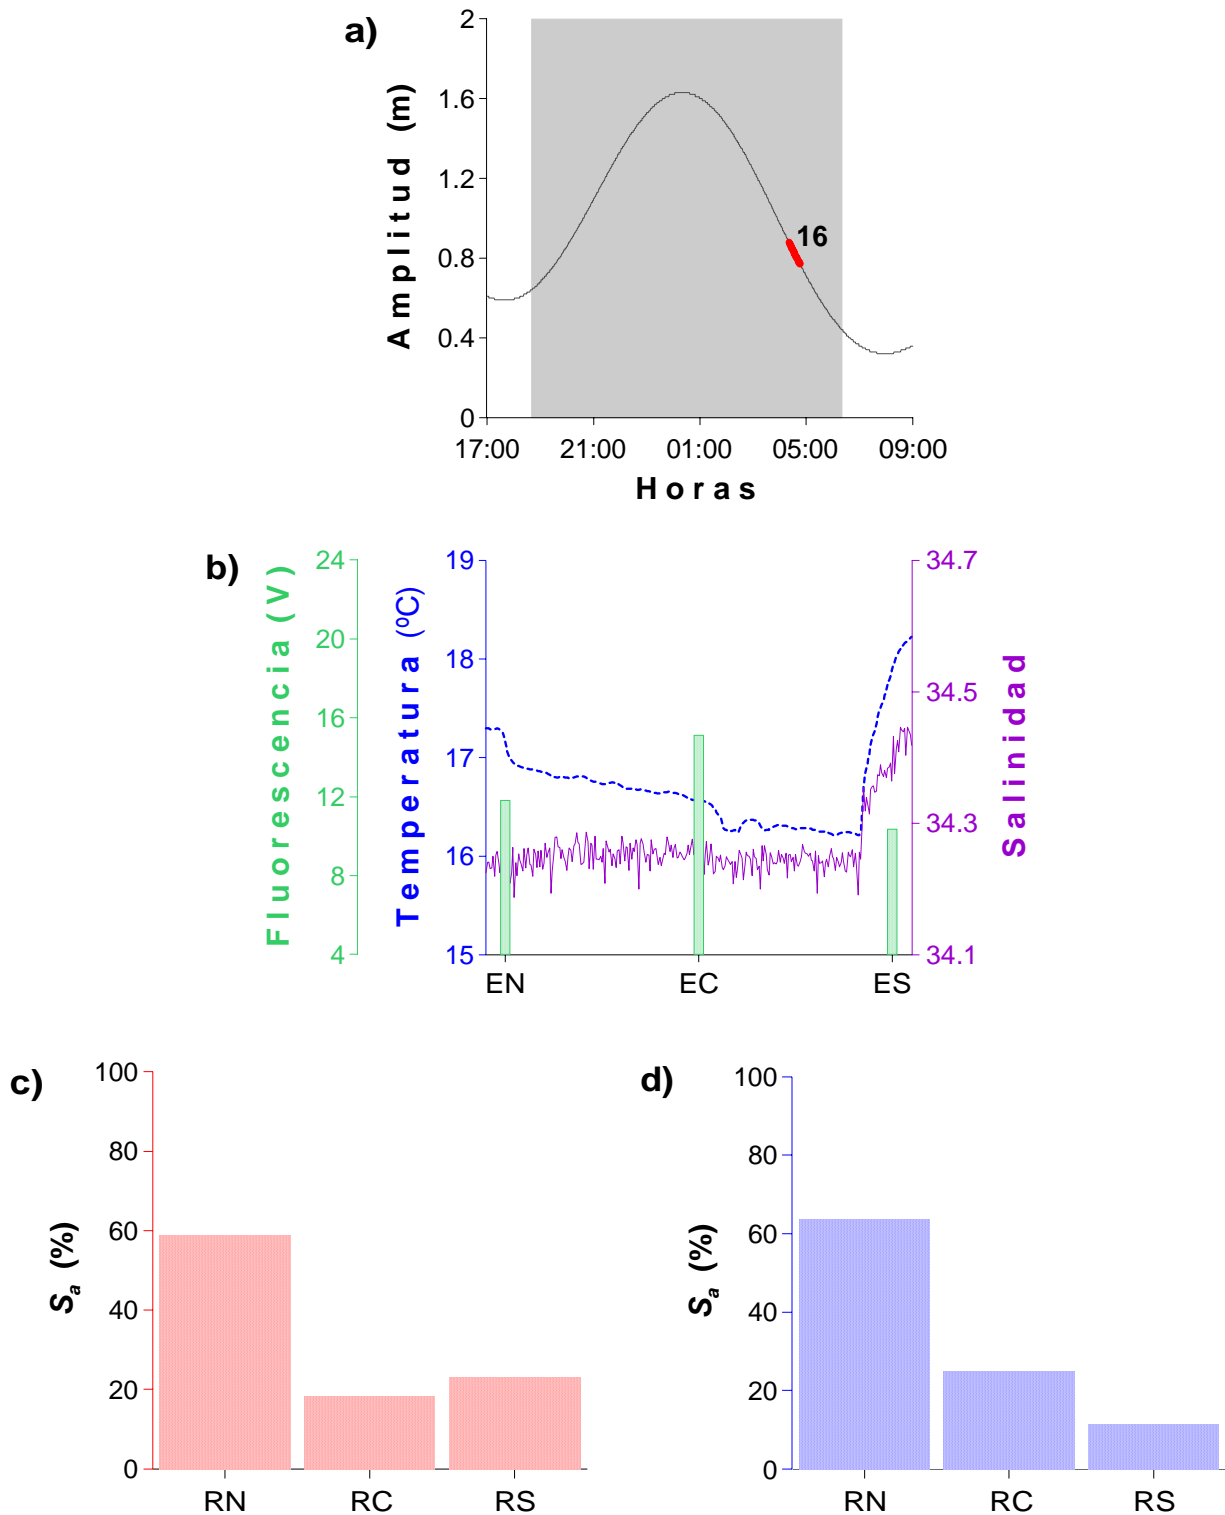 a)
Amplitud (m)
2
1.6
1.2
0.8
0.4
0
16
17:00 21:00 01:00 05:00 09:00
Horas
b)
Fluorescencia (V)
24
20
16
12
8
4
Temperatura (ºC)
19
18
17
16
15
34.7
34.5
34.3
34.1
Salinidad
EN EC ES
c)
Sa (%)
100
80
60
40
20
0
RN RC RS
d)
Sa (%)
100
80
60
40
20
0
RN RC RS